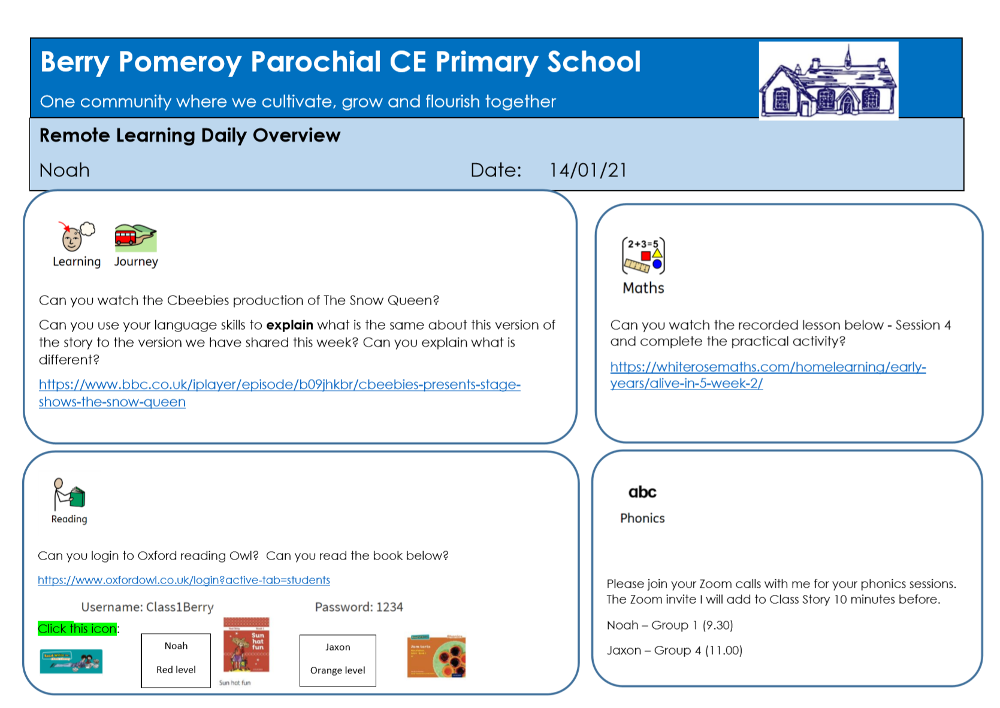 Berry Pomeroy Parochial CE Primary School
One community where we cultivate, grow and flourish together
Remote Learning Daily Overview
Noah Date: 14/01/21
Learning Journey
Can you watch the Cbeebies production of The Snow Queen?
Can you use your language skills to explain what is the same about this version of
the story to the version we have shared this week? Can you explain what is
different?
https://www.bbc.co.uk/iplayer/episode/b09jhkbr/cbeebies-presents-stage-
shows-the-snow-queen
2+3=5
Maths
Can you watch the recorded lesson below - Session 4
and complete the practical activity?
https://whiterosemaths.com/homelearning/early-
years/alive-in-5-week-2/
Reading
Can you login to Oxford reading Owl? Can you read the book below?
https://www.oxfordowl.co.uk/login?active-tab=students
Username: Class1Berry Password: 1234
Click this icon:
Noah
Red level
Sun
hat
fun
Sun hat fun
Jaxon
Orange level
Jam tarts
abc
Phonics
Please join your Zoom calls with me for your phonics sessions.
The Zoom invite I will add to Class Story 10 minutes before.
Noah – Group 1 (9.30)
Jaxon – Group 4 (11.00)